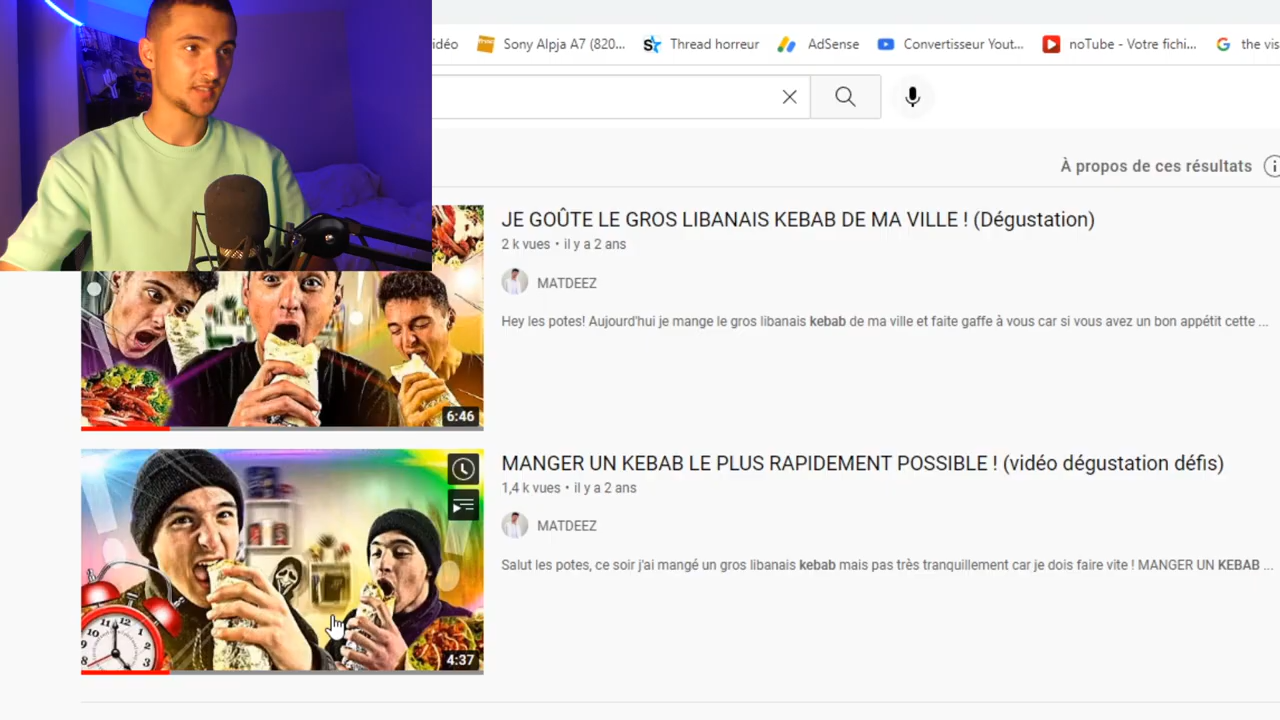 idéo Sony Alpja A7 (820... Thread horreur AdSense Convertisseur Yout... noTube - Votre fichi... the vis
À propos de ces résultats
JE GOÛTE LE GROS LIBANAIS KEBAB DE MA VILLE ! (Dégustation)
2 k vues • il y a 2 ans
MATDEEZ
Hey les potes! Aujourd'hui je mange le gros libanais kebab de ma ville et faite gaffe à vous car si vous avez un bon appétit cette ...
6:46
MANGER UN KEBAB LE PLUS RAPIDEMENT POSSIBLE ! (vidéo dégustation défis)
1,4 k vues • il y a 2 ans
MATDEEZ
Salut les potes, ce soir j'ai mangé un gros libanais kebab mais pas très tranquillement car je dois faire vite ! MANGER UN KEBAB ...
4:37